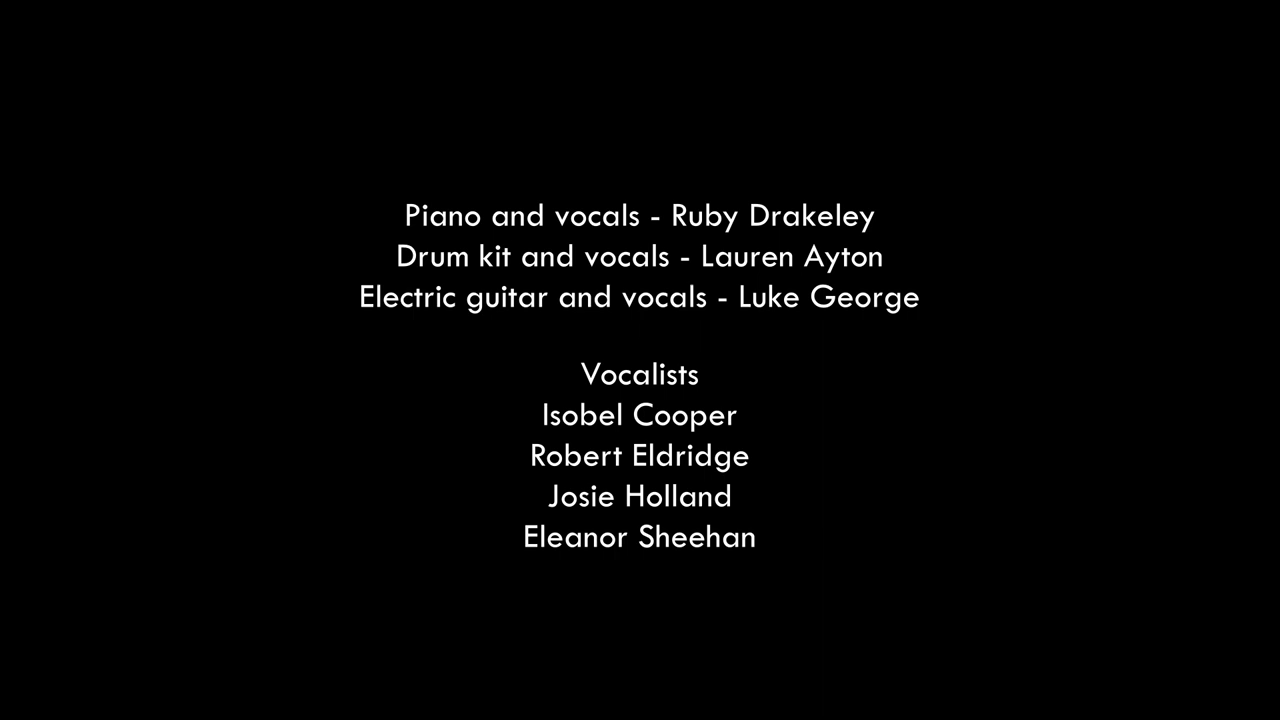 Piano and vocals - Ruby Drakeley
Drum kit and vocals - Lauren Ayton
Electric guitar and vocals - Luke George
Vocalists
Isobel Cooper
Robert Eldridge
Josie Holland
Eleanor Sheehan